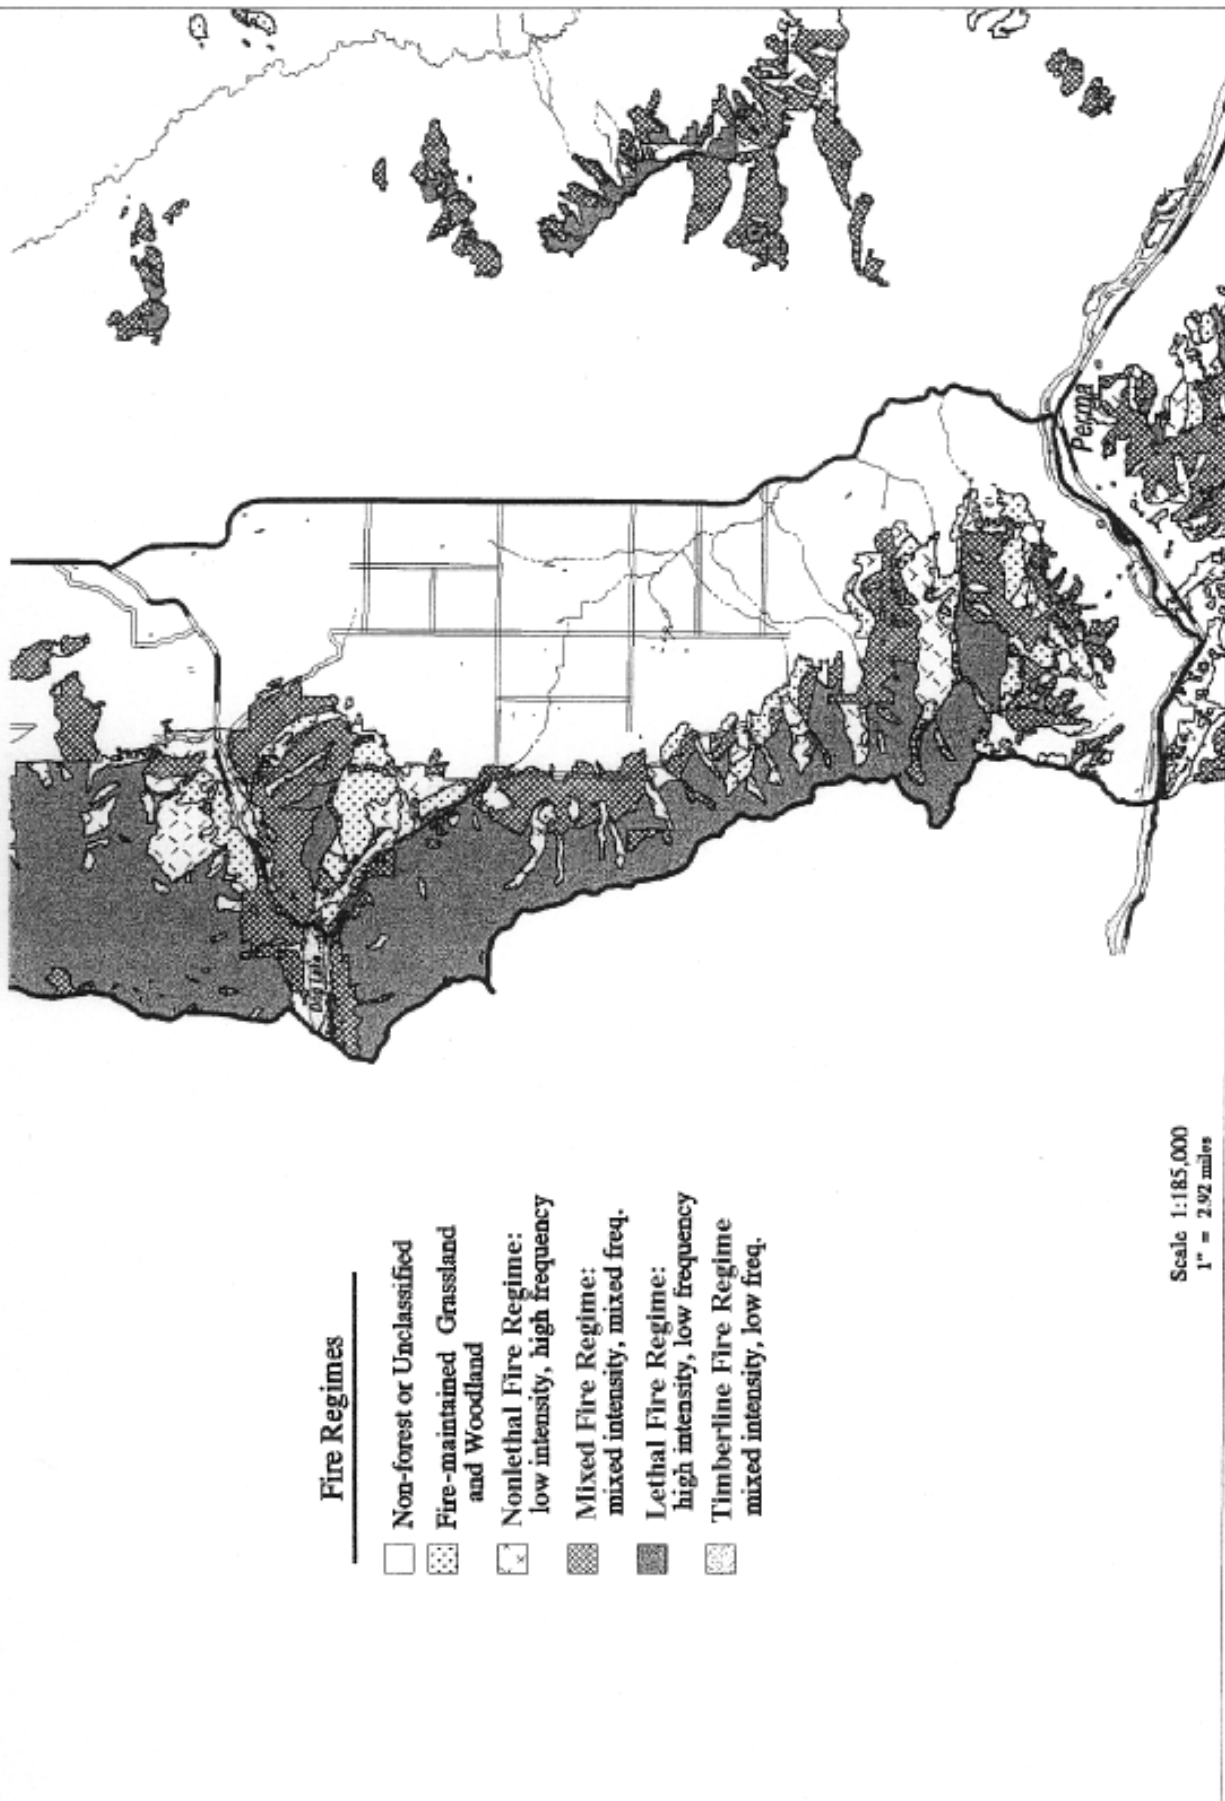 Fire Regimes
Non-forest or Unclassified
Fire-maintained Grassland
and Woodland
Nonlethal Fire Regime:
low intensity, high frequency
Mixed Fire Regime:
mixed intensity, mixed freq.
Lethal Fire Regime:
high intensity, low frequency
Timberline Fire Regime
mixed intensity, low freq.
Scale 1:185,000
1" = 2.92 miles
Perma